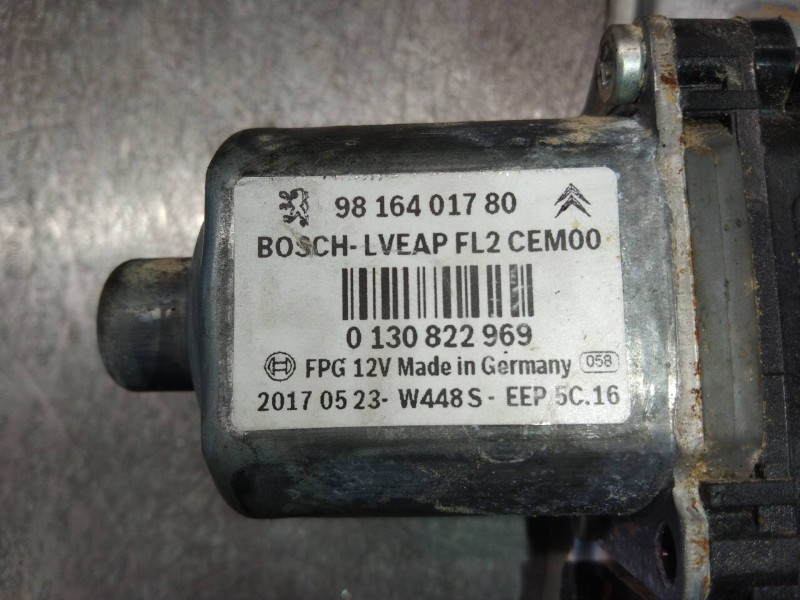 98 164 017 80
BOSCH- LVEAP FL2 CEM00
0 130 822 969
FPG 12V Made in Germany 058
2017 05 23- W448 S - EEP 5C.16